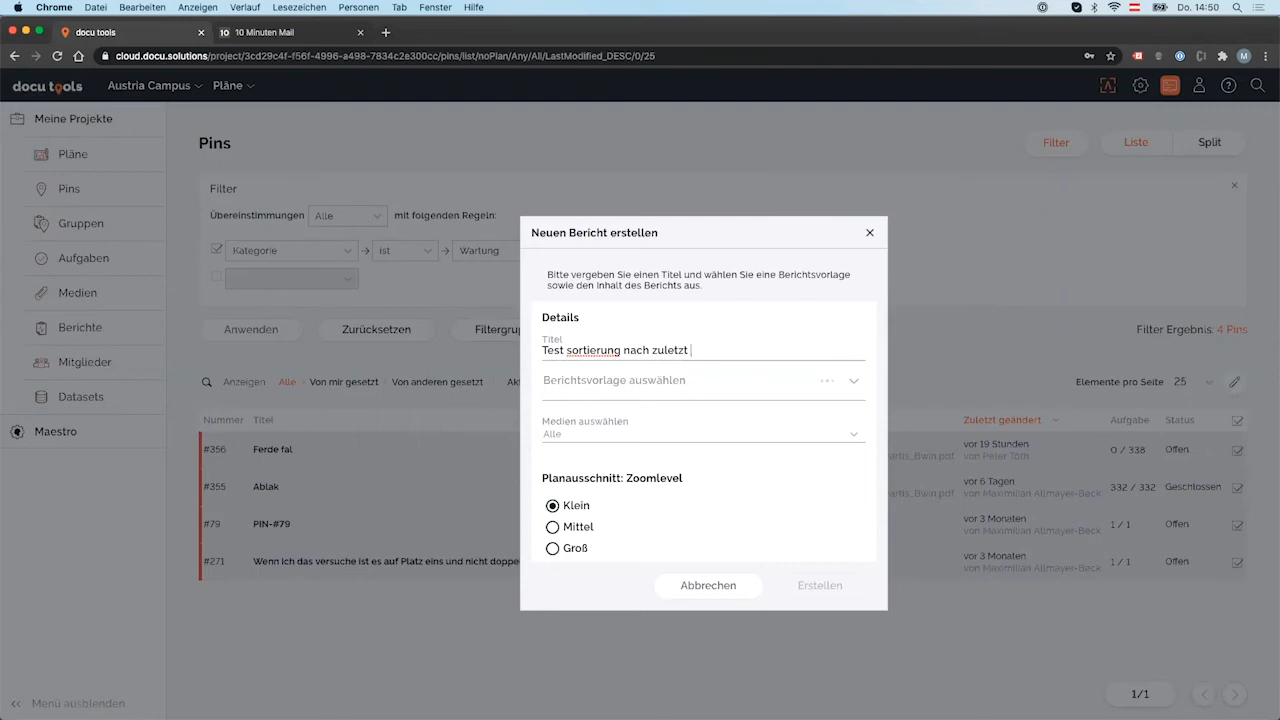 Chrome Datei Bearbeiten Anzeigen Verlauf Lesezeichen Personen Tab Fenster Hilfe Do. 14:50
docu tools 10 Minuten Mail
cloud.docu.solutions/project/3cd29c4f-f56f-4996-a498-7834c2e300cc/pins/list/noPlan/Any/All/LastModified_DESC/0/25
docu tools Austria Campus Pläne
Meine Projekte
Pläne
Pins
Gruppen
Aufgaben
Medien
Berichte
Mitglieder
Datasets
Maestro
Menü ausblenden
Pins Filter Liste Split
Filter
Übereinstimmungen Alle mit folgenden Regeln:
Kategorie ist Wartung
Anwenden Zurücksetzen Filtergru Filter Ergebnis: 4 Pins
Anzeigen Alle Von mir gesetzt Von anderen gesetzt Ak Elemente pro Seite 25
Nummer Titel Zuletzt geändert Aufgabe Status
#356 Ferde fal artis_Bwin.pdf vor 19 Stunden von Peter Tóth 0 / 338 Offen
#355 Ablak artis_Bwin.pdf vor 6 Tagen von Maximilian Allmayer-Beck 332 / 332 Geschlossen
#79 PIN-#79 vor 3 Monaten von Maximilian Allmayer-Beck 1 / 1 Offen
#271 Wenn ich das versuche ist es auf Platz eins und nicht doppe vor 3 Monaten von Maximilian Allmayer-Beck 1 / 1 Offen
1/1
Neuen Bericht erstellen
Bitte vergeben Sie einen Titel und wählen Sie eine Berichtsvorlage
sowie den Inhalt des Berichts aus.
Details
Titel
Test sortierung nach zuletzt
Berichtsvorlage auswählen
Medien auswählen
Alle
Planausschnitt: Zoomlevel
Klein
Mittel
Groß
Abbrechen Erstellen